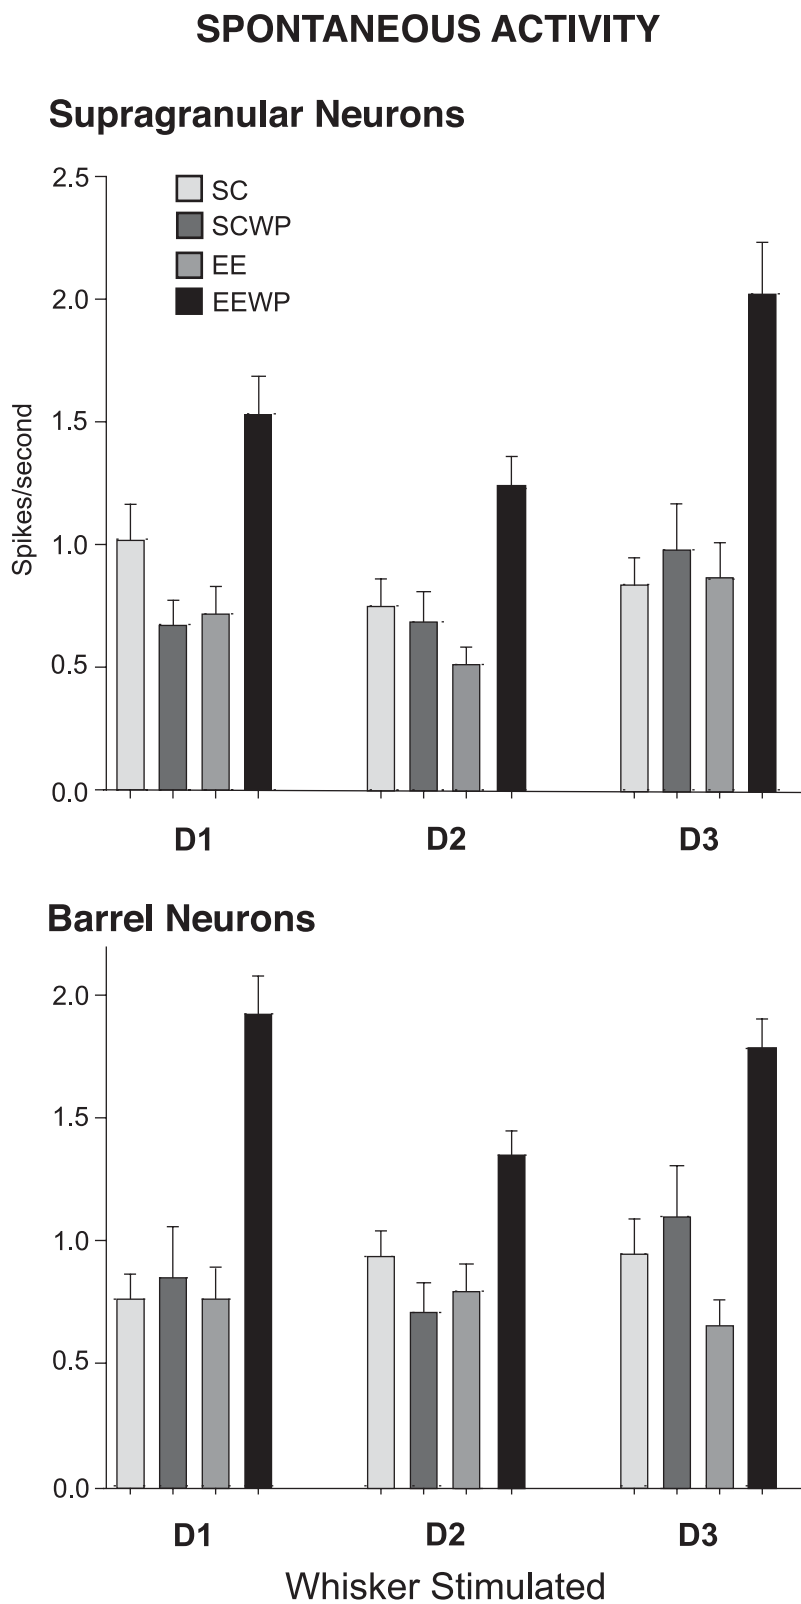 SPONTANEOUS ACTIVITY
Supragranular Neurons
2.5
SC
SCWP
EE
EEWP
2.0
1.5
1.0
0.5
0.0
Spikes/second
D1 D2 D3
Barrel Neurons
2.0
1.5
1.0
0.5
0.0
D1 D2 D3
Whisker Stimulated